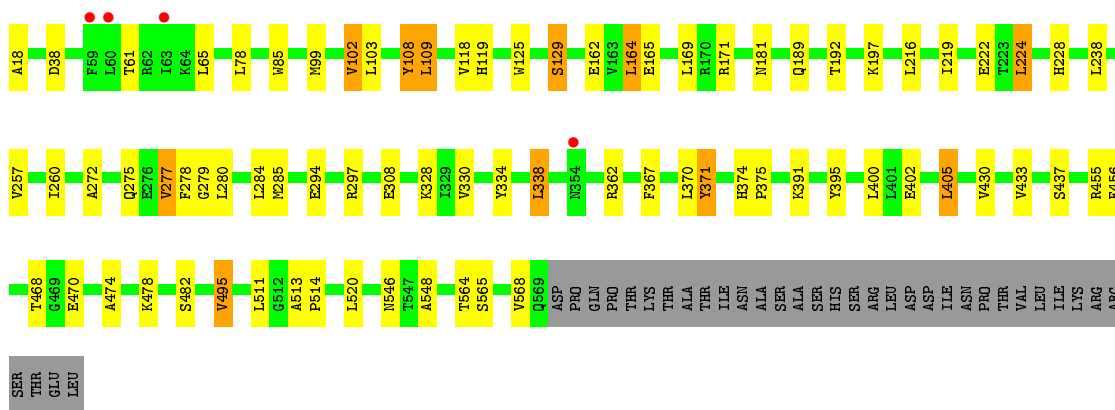 A18 D38 F59 L60 T61 R62 I63 K64 L65 L78 W85 M99 V102 L103 Y108 L109 V118 H119 W125 S129 E162 V163 L164 E165 L169 R170 R171 N181 Q189 T192 K197 L216 I219 E222 T223 L224 H228 L238
V257 I260 A272 Q275 E276 V277 F278 G279 L280 L284 M285 E294 R297 E308 K328 I329 V330 Y334 L338 N354 R362 F367 L370 Y371 H374 P375 K391 Y395 L400 L401 E402 L405 V430 V433 S437 R455
T468 G469 E470 A474 K478 S482 V495 L511 G512 A513 P514 L520 N546 T547 A548 T564 S565 V568 Q569 ASP PRO GLN PRO THR LYS THR ALA THR ILE ASN ALA SER ALA SER HIS SER ARG LEU ASP ASP ILE ASN PRO THR VAL LEU ILE LYS ARG
SER THR GLU LEU